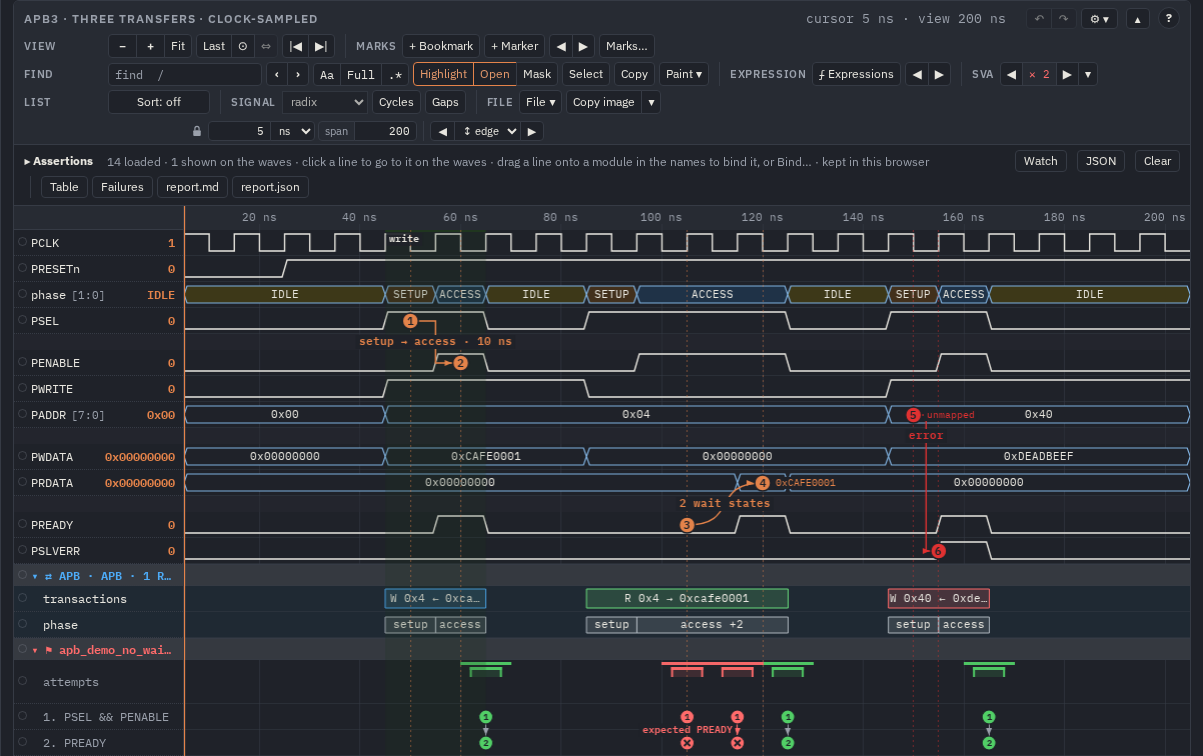 APB3 · THREE TRANSFERS · CLOCK-SAMPLED cursor 5 ns · view 200 ns ↶ ↷ ⚙ ▾ ▴ ?
VIEW − + Fit Last ⊙ ⇔ |◀ ▶| MARKS + Bookmark + Marker ◀ ▶ Marks...
FIND find / ‹ › Aa Full .* Highlight Open Mask Select Copy Paint ▾ EXPRESSION ƒ Expressions ◀ ▶ SVA ◀ × 2 ▶ ▾
LIST Sort: off SIGNAL radix Cycles Gaps FILE File ▾ Copy image ▾
5 ns span 200 ◀ ↕ edge ▶
▸ Assertions 14 loaded · 1 shown on the waves · click a line to go to it on the waves · drag a line onto a module in the names to bind it, or Bind... · kept in this browser Watch JSON Clear
Table Failures report.md report.json
20 ns 40 ns 60 ns 80 ns 100 ns 120 ns 140 ns 160 ns 180 ns 200 ns
PCLK 1 write
PRESETn 0
phase [1:0] IDLE IDLE SETUP ACCESS IDLE SETUP ACCESS IDLE SETUP ACCESS IDLE
PSEL 0 1
setup → access · 10 ns
PENABLE 0 2
PWRITE 0
PADDR [7:0] 0x00 0x00 0x04 5 unmapped 0x40
error
PWDATA 0x00000000 0x00000000 0xCAFE0001 0x00000000 0xDEADBEEF
PRDATA 0x00000000 0x00000000 4 0xCAFE0001 0x00000000
2 wait states
PREADY 0 3
PSLVERR 0 6
▾ ⇄ APB · APB · 1 R…
transactions W 0x4 ← 0xca… R 0x4 → 0xcafe0001 W 0x40 ← 0xde…
phase setup access setup access +2 setup access
▾ ⚑ apb_demo_no_wai…
attempts
1. PSEL && PENABLE 1 1 1 1 1
expected PREADY
2. PREADY 2 × × 2 2